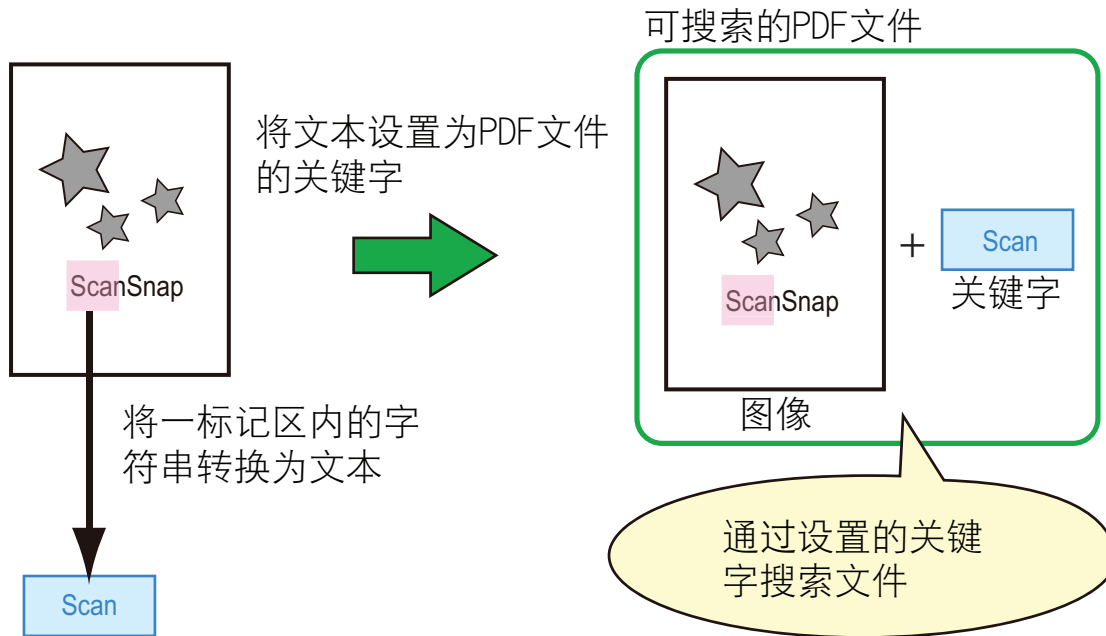 可搜索的PDF文件
将文本设置为PDF文件
的关键字
ScanSnap
ScanSnap
+
Scan
关键字
图像
将一标记区内的字
符串转换为文本
Scan
通过设置的关键
字搜索文件